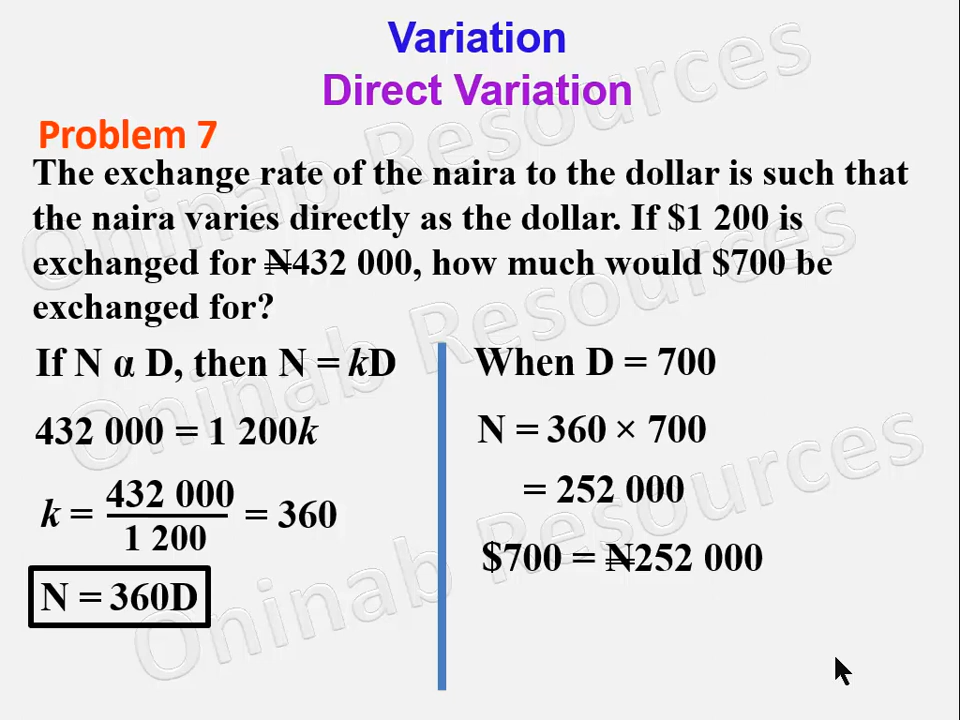 Variation
Direct Variation
Problem 7
The exchange rate of the naira to the dollar is such that
the naira varies directly as the dollar. If $1 200 is
exchanged for ₦432 000, how much would $700 be
exchanged for?
If N α D, then N = kD
432 000 = 1 200k
k = 432 000 / 1 200 = 360
N = 360D
When D = 700
N = 360 × 700
= 252 000
$700 = ₦252 000
Oninab Resources
Oninab Resources
Oninab Resources